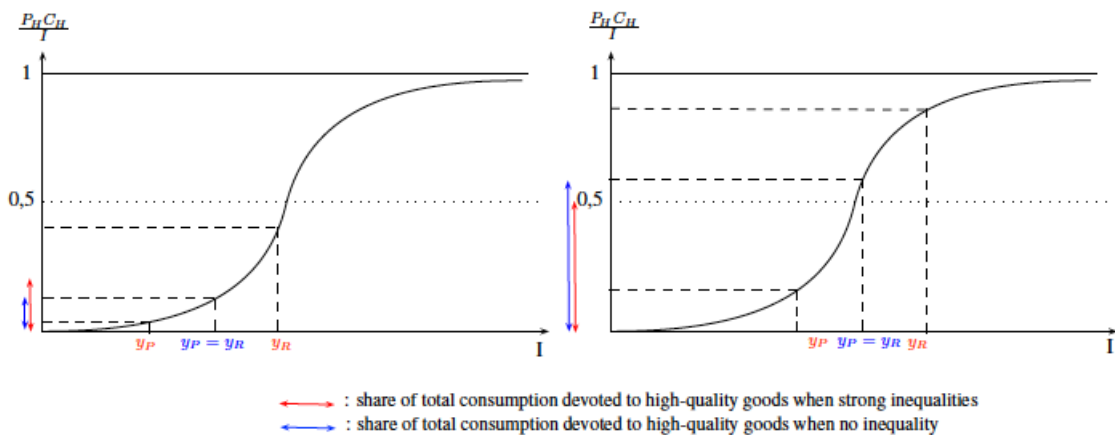 P_H C_H / I
P_H C_H / I
1
1
0,5
0,5
y_P
y_P = y_R
y_R
I
y_P
y_P = y_R
y_R
I
: share of total consumption devoted to high-quality goods when strong inequalities
: share of total consumption devoted to high-quality goods when no inequality